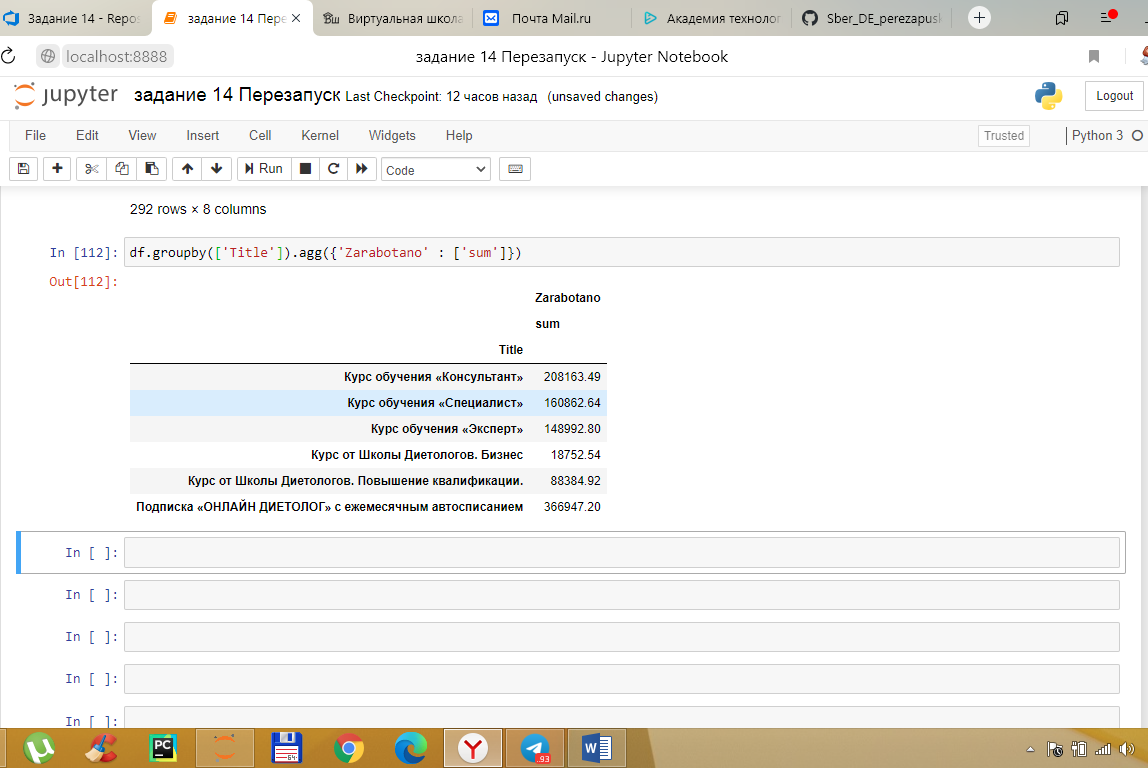 Задание 14 - Repos
задание 14 Пере
Виртуальная школа
Почта Mail.ru
Академия технолог
Sber_DE_perezapusk
localhost:8888
задание 14 Перезапуск - Jupyter Notebook
jupyter задание 14 Перезапуск Last Checkpoint: 12 часов назад (unsaved changes)
Logout
File Edit View Insert Cell Kernel Widgets Help
Trusted
Python 3
Run
Code
292 rows × 8 columns
In [112]: df.groupby(['Title']).agg({'Zarabotano' : ['sum']})
Out[112]:
Zarabotano
sum
Title
Курс обучения «Консультант» 208163.49
Курс обучения «Специалист» 160862.64
Курс обучения «Эксперт» 148992.80
Курс от Школы Диетологов. Бизнес 18752.54
Курс от Школы Диетологов. Повышение квалификации. 88384.92
Подписка «ОНЛАЙН ДИЕТОЛОГ» с ежемесячным автосписанием 366947.20
In [ ]:
In [ ]:
In [ ]:
In [ ]:
In [ ]:
PC
64
93